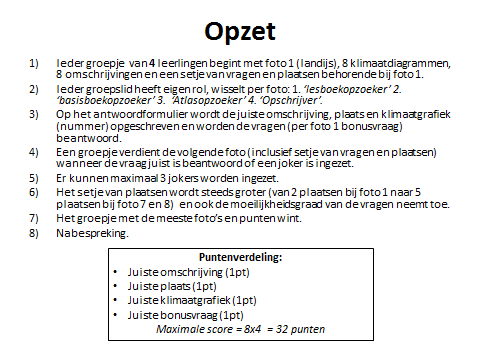 Opzet
1) Ieder groepje van 4 leerlingen begint met foto 1 (landijs), 8 klimaatdiagrammen,
8 omschrijvingen en een setje van vragen en plaatsen behorende bij foto 1.
2) Ieder groepslid heeft eigen rol, wisselt per foto: 1. ‘lesboekopzoeker’ 2.
‘basisboekopzoeker’ 3. ‘Atlasopzoeker’ 4. ‘Opschrijver’.
3) Op het antwoordformulier wordt de juiste omschrijving, plaats en klimaatgrafiek
(nummer) opgeschreven en worden de vragen (per foto 1 bonusvraag)
beantwoord.
4) Een groepje verdient de volgende foto (inclusief setje van vragen en plaatsen)
wanneer de vraag juist is beantwoord of een joker is ingezet.
5) Er kunnen maximaal 3 jokers worden ingezet.
6) Het setje van plaatsen wordt steeds groter (van 2 plaatsen bij foto 1 naar 5
plaatsen bij foto 7 en 8) en ook de moeilijkheidsgraad van de vragen neemt toe.
7) Het groepje met de meeste foto’s en punten wint.
8) Nabespreking.
Puntenverdeling:
• Juiste omschrijving (1pt)
• Juiste plaats (1pt)
• Juiste klimaatgrafiek (1pt)
• Juiste bonusvraag (1pt)
Maximale score = 8x4 = 32 punten